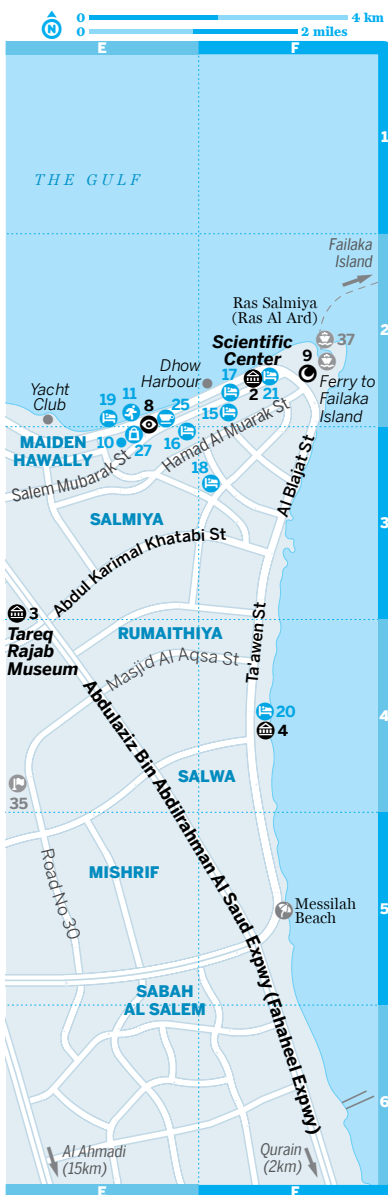 0 4 km
N
0 2 miles
E F
1
THE GULF
Failaka
Island
Ras Salmiya
(Ras Al Ard)
2
37
Scientific
Center
9
17
2 21
Dhow
Harbour
Ferry to
Failaka
Island
Yacht
Club
19 11 8 25
15
MAIDEN
HAWALLY
10 27 16
Hamad Al Muarak St
Salem Mubarak St
18
Al Blajat St
SALMIYA
3
Abdul Karimal Khatabi St
3
Tareq
Rajab
Museum
RUMAITHIYA
Masjid Al Aqsa St
Ta'awen St
20
4
4
SALWA
35
Abdulaziz Bin Abdilrahman Al Saud Expwy (Fahaheel Expwy)
MISHRIF
Road No 30
Messilah
Beach
5
SABAH
AL SALEM
6
Al Ahmadi
(15km)
Qurain
(2km)
E F